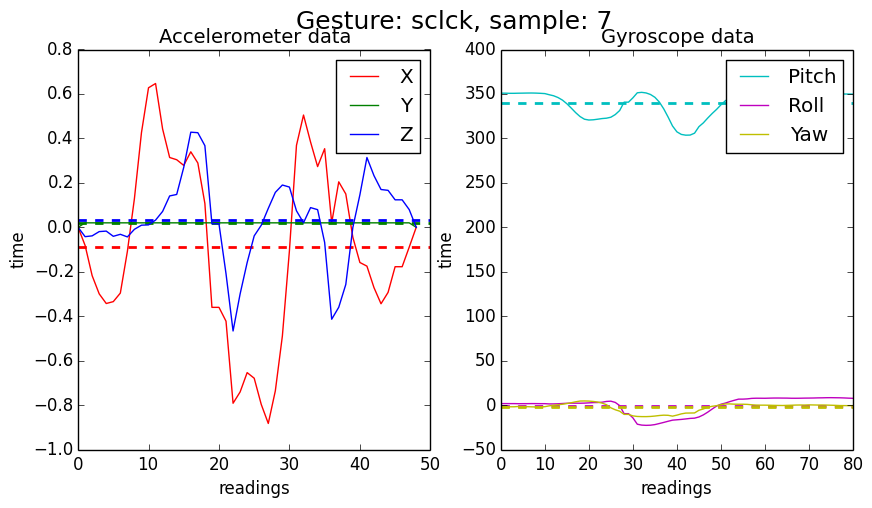 Gesture: sclck, sample: 7
Accelerometer data
Gyroscope data
0.8
0.6
0.4
0.2
0.0
−0.2
−0.4
−0.6
−0.8
−1.0
time
0 10 20 30 40 50
readings
X
Y
Z
400
350
300
250
200
150
100
50
0
−50
time
0 10 20 30 40 50 60 70 80
readings
Pitch
Roll
Yaw